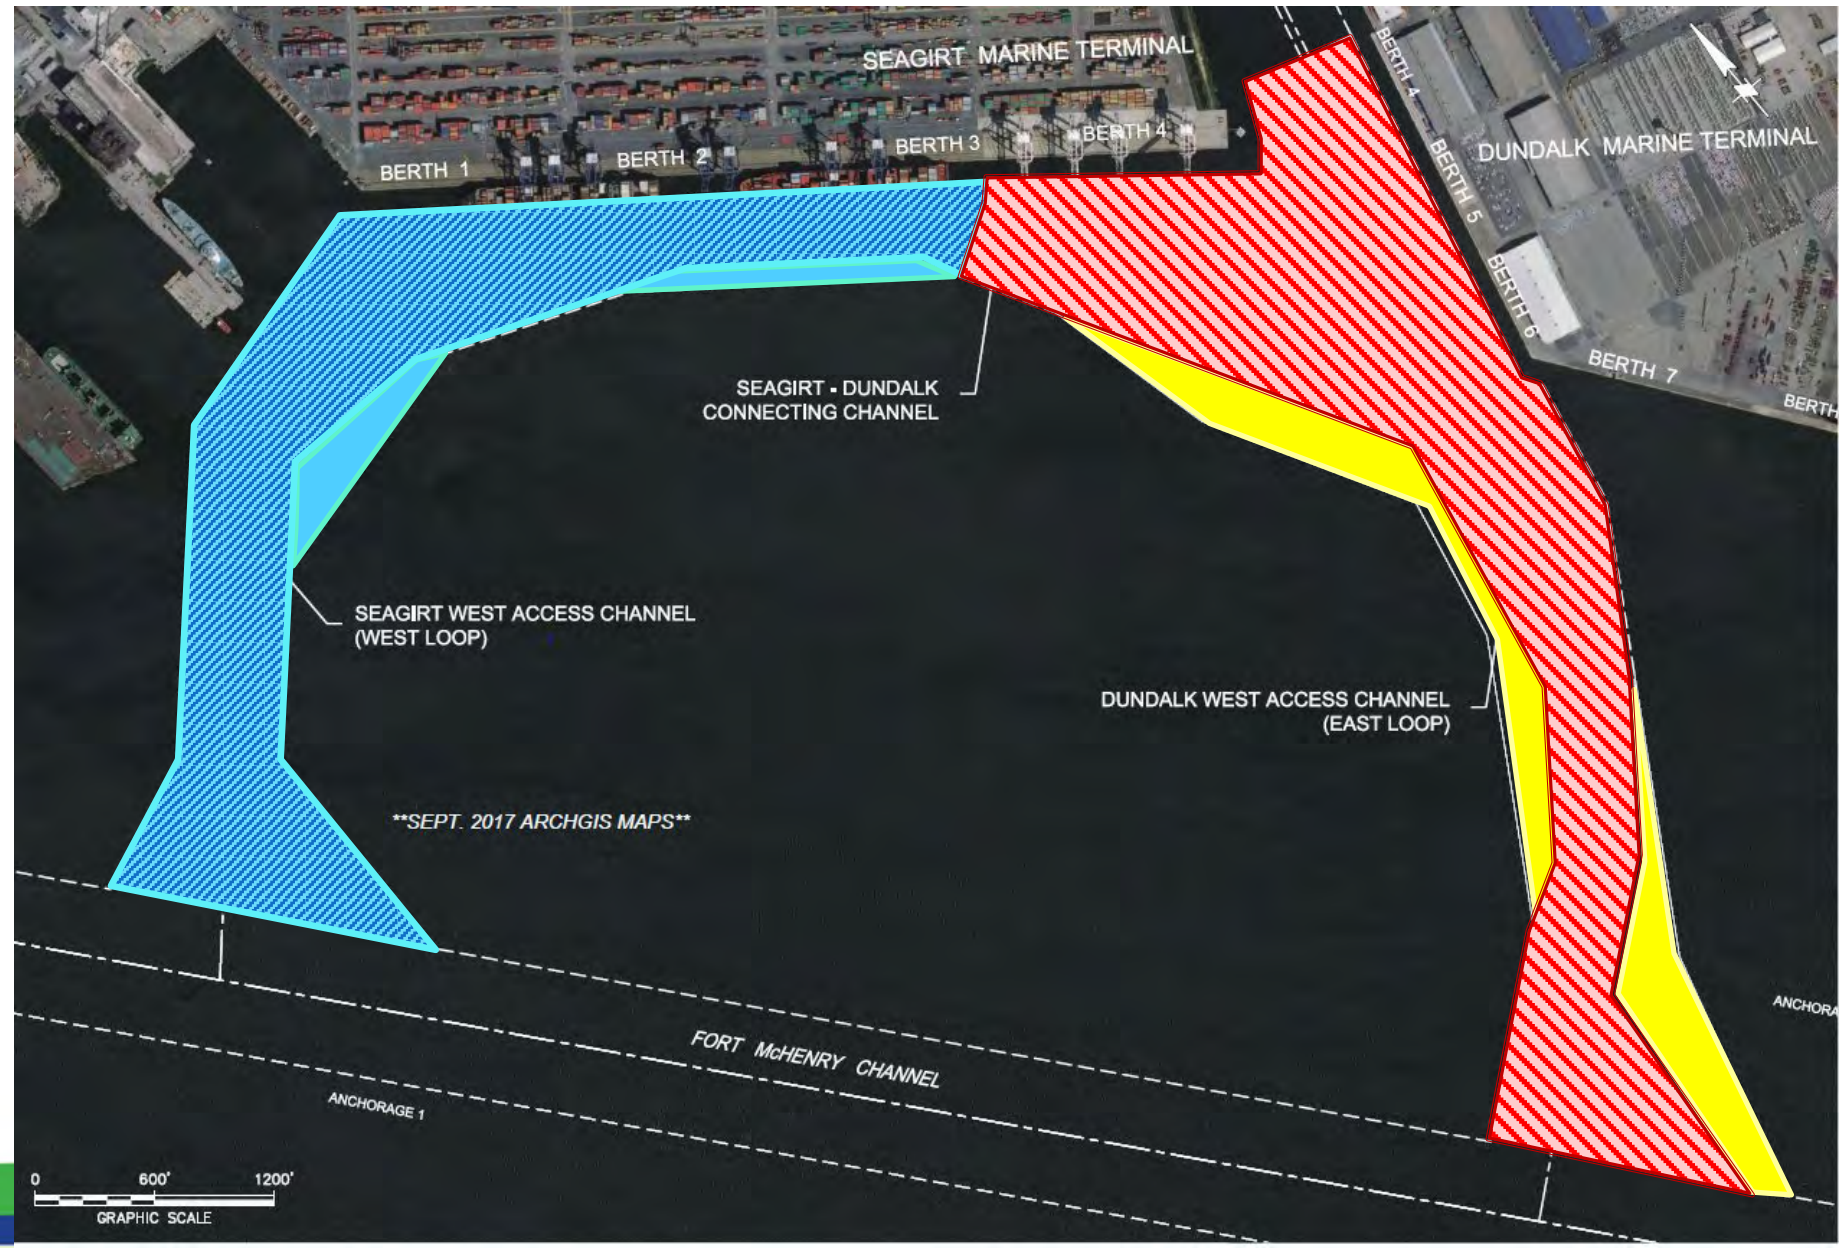 SEAGIRT MARINE TERMINAL
BERTH 4
BERTH 1
BERTH 2
BERTH 3
BERTH 4
DUNDALK MARINE TERMINAL
BERTH 5
BERTH 6
BERTH 7
BERTH
SEAGIRT - DUNDALK
CONNECTING CHANNEL
SEAGIRT WEST ACCESS CHANNEL
(WEST LOOP)
DUNDALK WEST ACCESS CHANNEL
(EAST LOOP)
**SEPT. 2017 ARCHGIS MAPS**
ANCHORA
FORT McHENRY CHANNEL
ANCHORAGE 1
0 600' 1200'
GRAPHIC SCALE